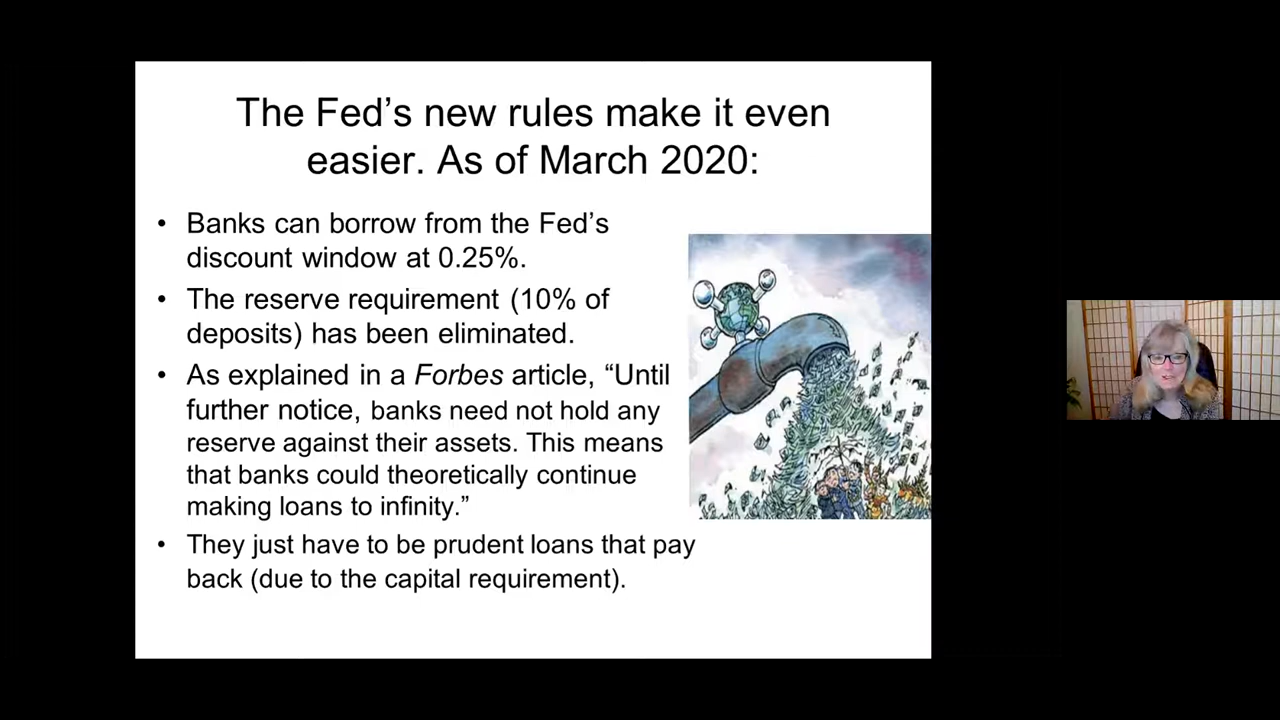 The Fed’s new rules make it even
easier. As of March 2020:
• Banks can borrow from the Fed’s
discount window at 0.25%.
• The reserve requirement (10% of
deposits) has been eliminated.
• As explained in a Forbes article, “Until
further notice, banks need not hold any
reserve against their assets. This means
that banks could theoretically continue
making loans to infinity.”
• They just have to be prudent loans that pay
back (due to the capital requirement).